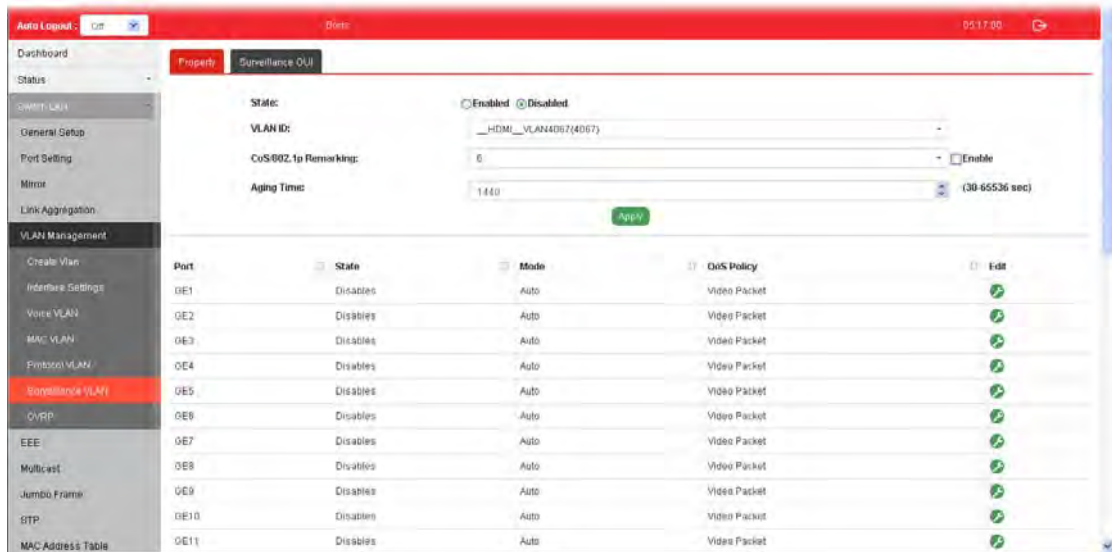 Auto Logout : Off 05:17:00
Dashboard
Status
Switch LAN
General Setup
Port Setting
Mirror
Link Aggregation
VLAN Management
Create Vlan
Interface Settings
Voice VLAN
MAC VLAN
Protocol VLAN
Surveillance VLAN
GVRP
EEE
Multicast
Jumbo Frame
STP
MAC Address Table
Property Surveillance OUI
State: Enabled Disabled
VLAN ID: __HDMI__VLAN4067(4067)
CoS/802.1p Remarking: 6 Enable
Aging Time: 1440 (30-65536 sec)
Apply
Port State Mode QoS Policy Edit
GE1 Disables Auto Video Packet
GE2 Disables Auto Video Packet
GE3 Disables Auto Video Packet
GE4 Disables Auto Video Packet
GE5 Disables Auto Video Packet
GE6 Disables Auto Video Packet
GE7 Disables Auto Video Packet
GE8 Disables Auto Video Packet
GE9 Disables Auto Video Packet
GE10 Disables Auto Video Packet
GE11 Disables Auto Video Packet